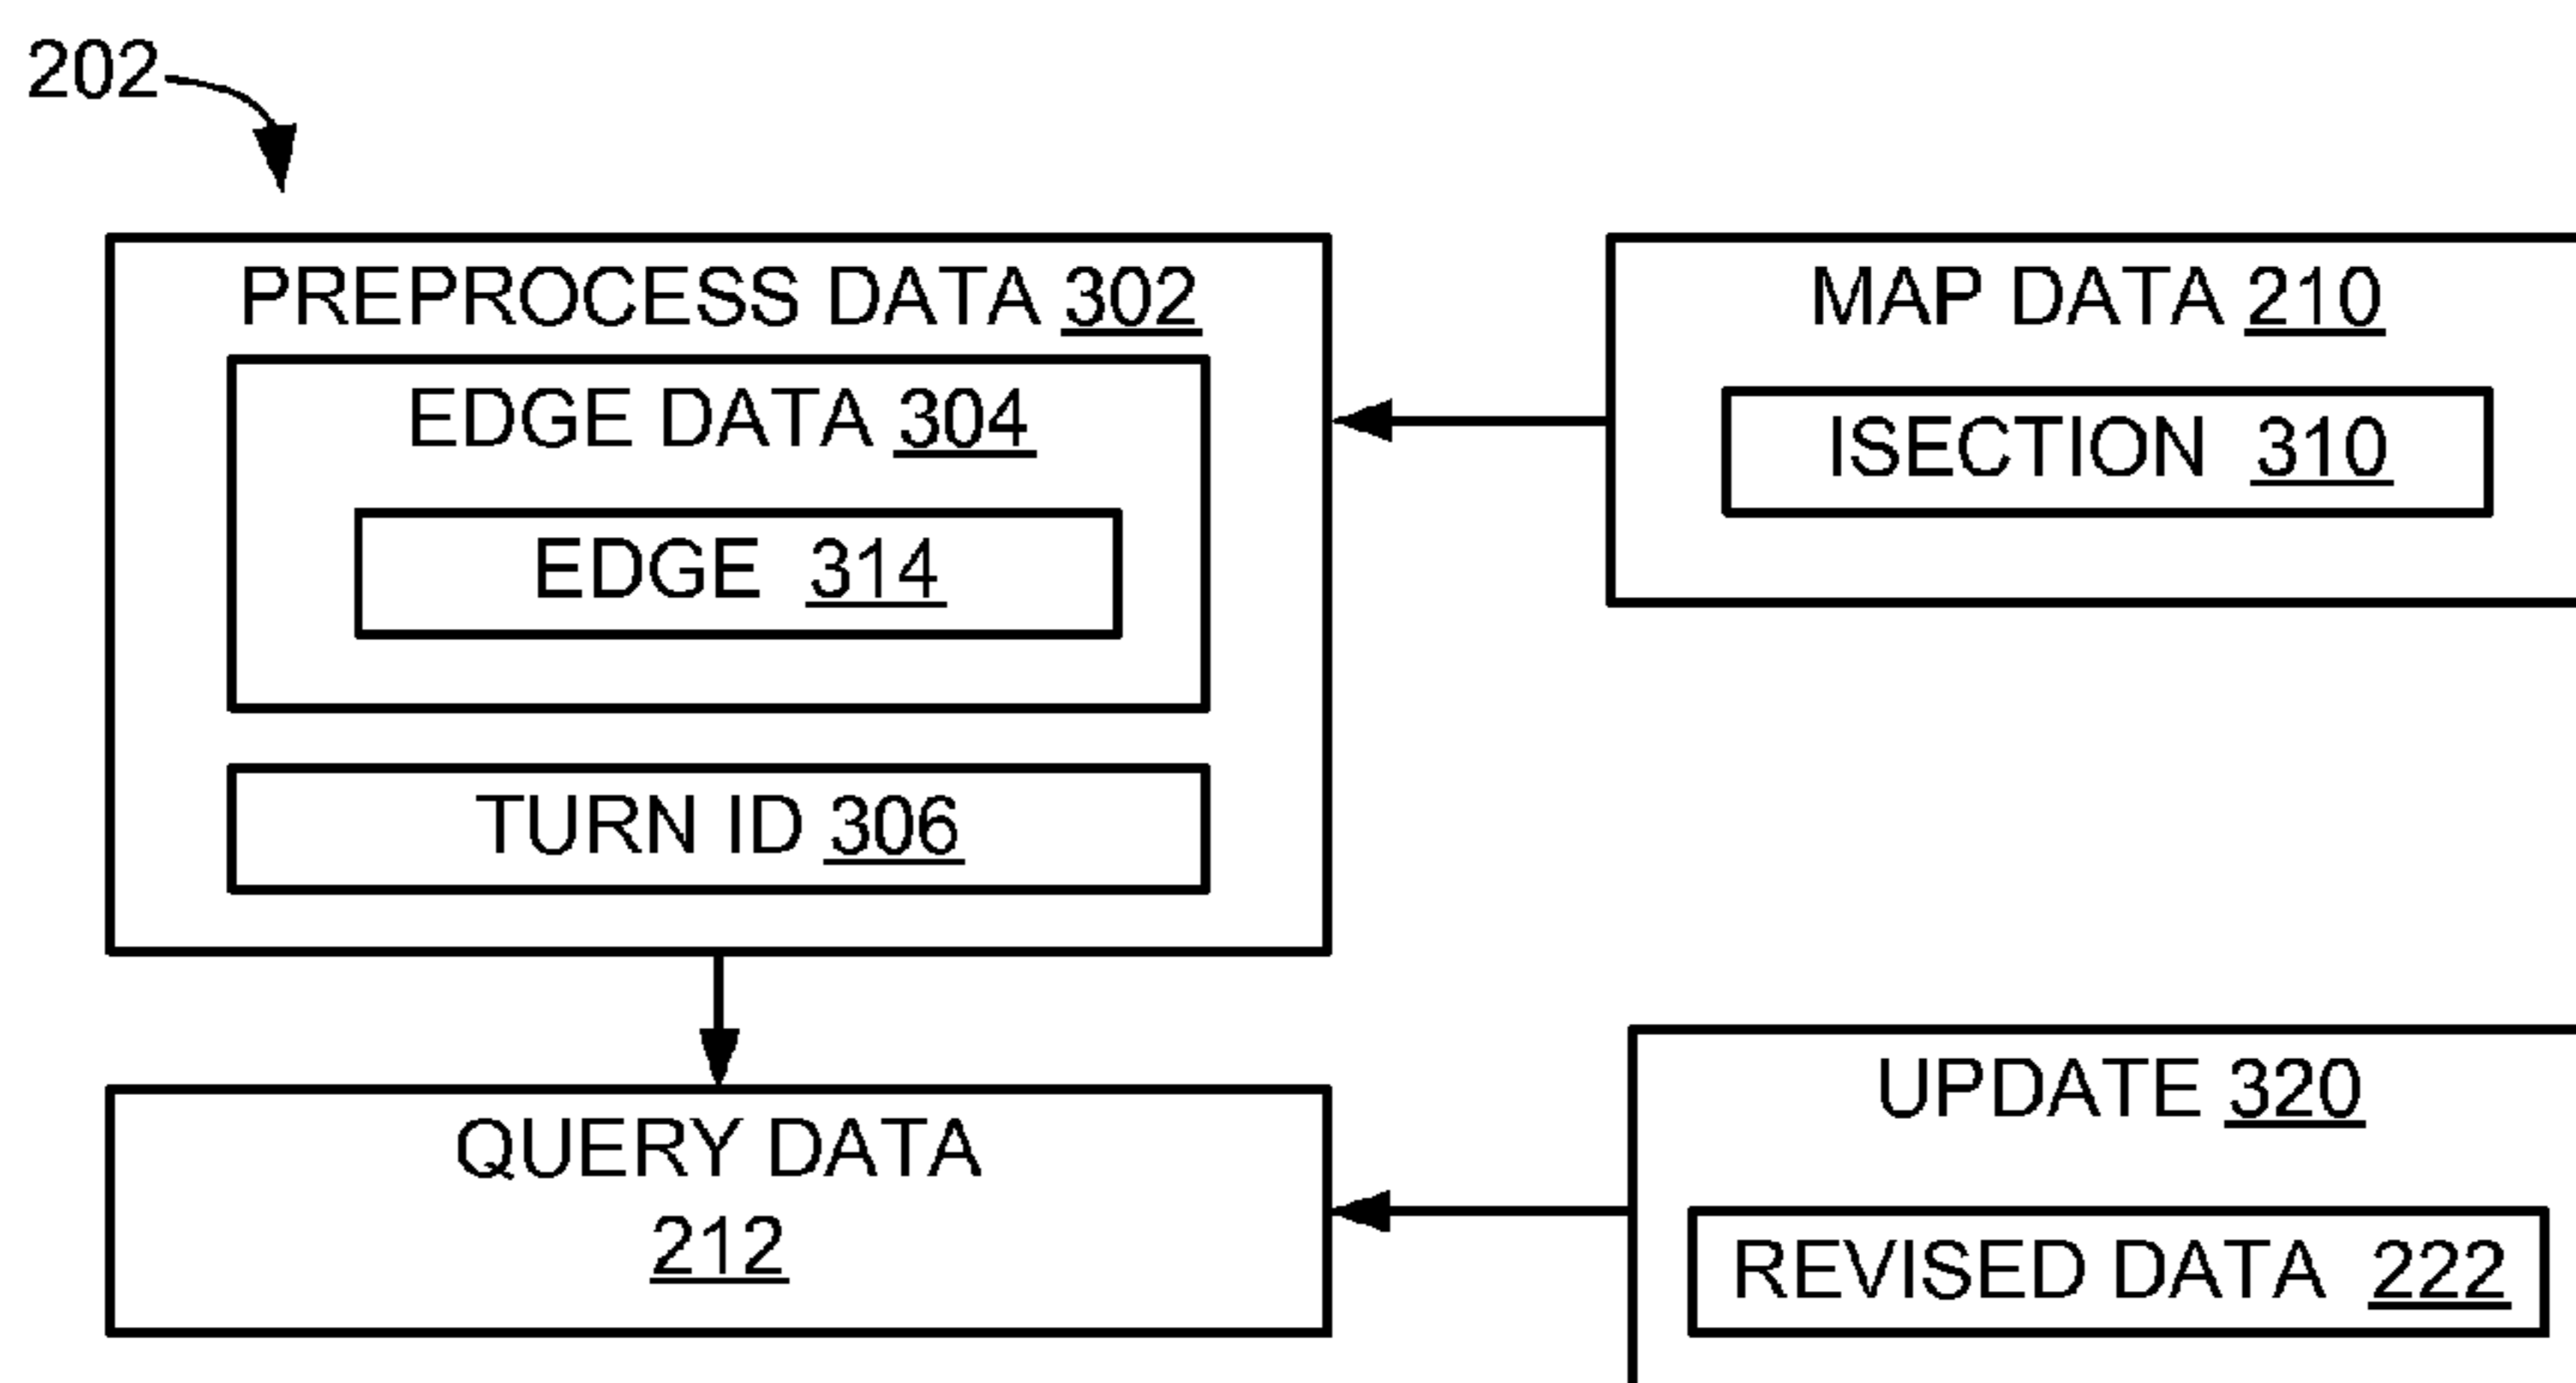 202
PREPROCESS DATA 302
EDGE DATA 304
EDGE 314
TURN ID 306
MAP DATA 210
ISECTION 310
QUERY DATA
212
UPDATE 320
REVISED DATA 222